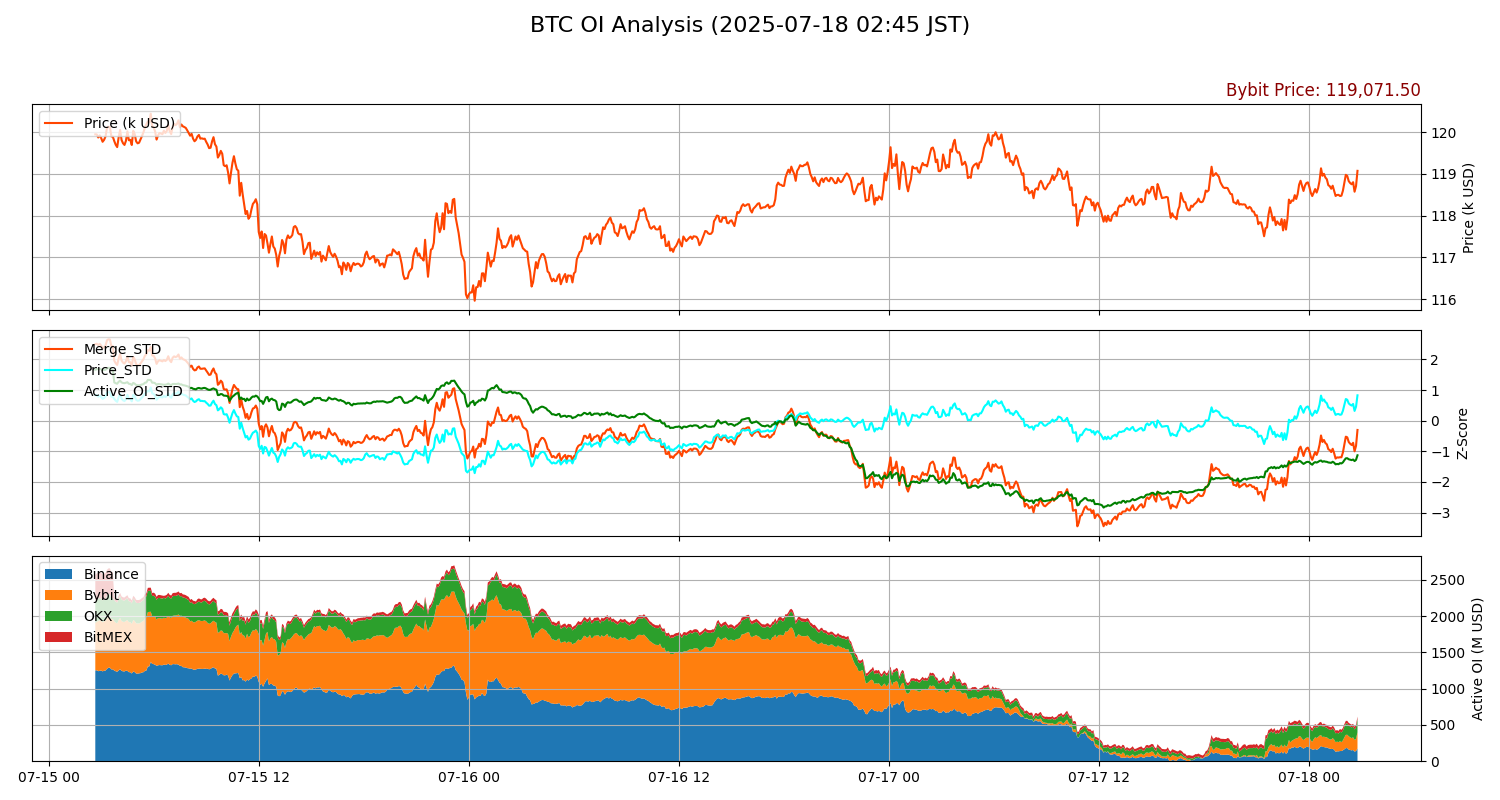 BTC OI Analysis (2025-07-18 02:45 JST)
Bybit Price: 119,071.50
Price (k USD)
120
119
118
117
116
Price (k USD)
Merge_STD
Price_STD
Active_OI_STD
2
1
0
−1
−2
−3
Z-Score
Binance
Bybit
OKX
BitMEX
2500
2000
1500
1000
500
0
Active OI (M USD)
07-15 00
07-15 12
07-16 00
07-16 12
07-17 00
07-17 12
07-18 00